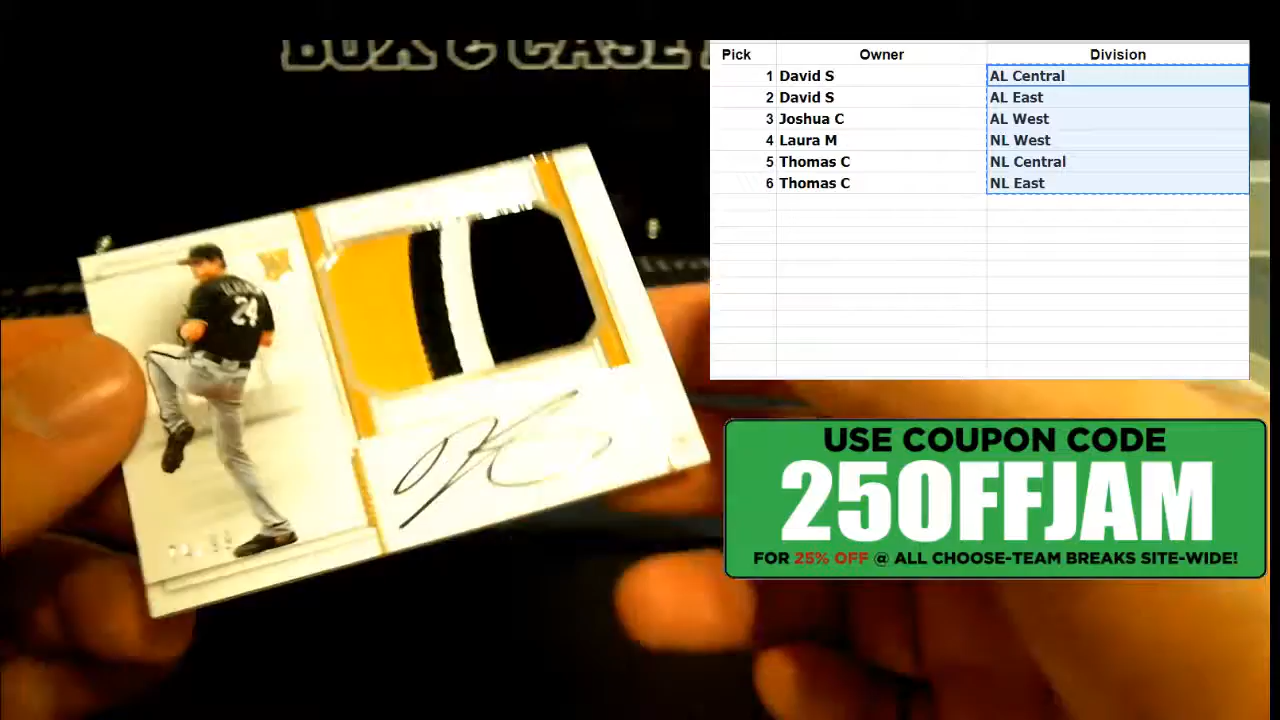 BOX & CASE
Pick Owner Division
1 David S AL Central
2 David S AL East
3 Joshua C AL West
4 Laura M NL West
5 Thomas C NL Central
6 Thomas C NL East
24
USE COUPON CODE
25OFFJAM
FOR 25% OFF @ ALL CHOOSE-TEAM BREAKS SITE-WIDE!